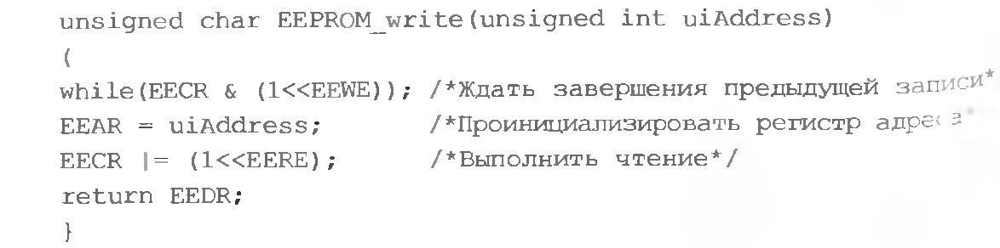 unsigned char EEPROM_write(unsigned int uiAddress)
(
while(EECR & (1<<EEWE)); /*Ждать завершения предыдущей записи*
EEAR = uiAddress; /*Проинициализировать регистр адреса*
EECR |= (1<<EERE); /*Выполнить чтение*/
return EEDR;
}